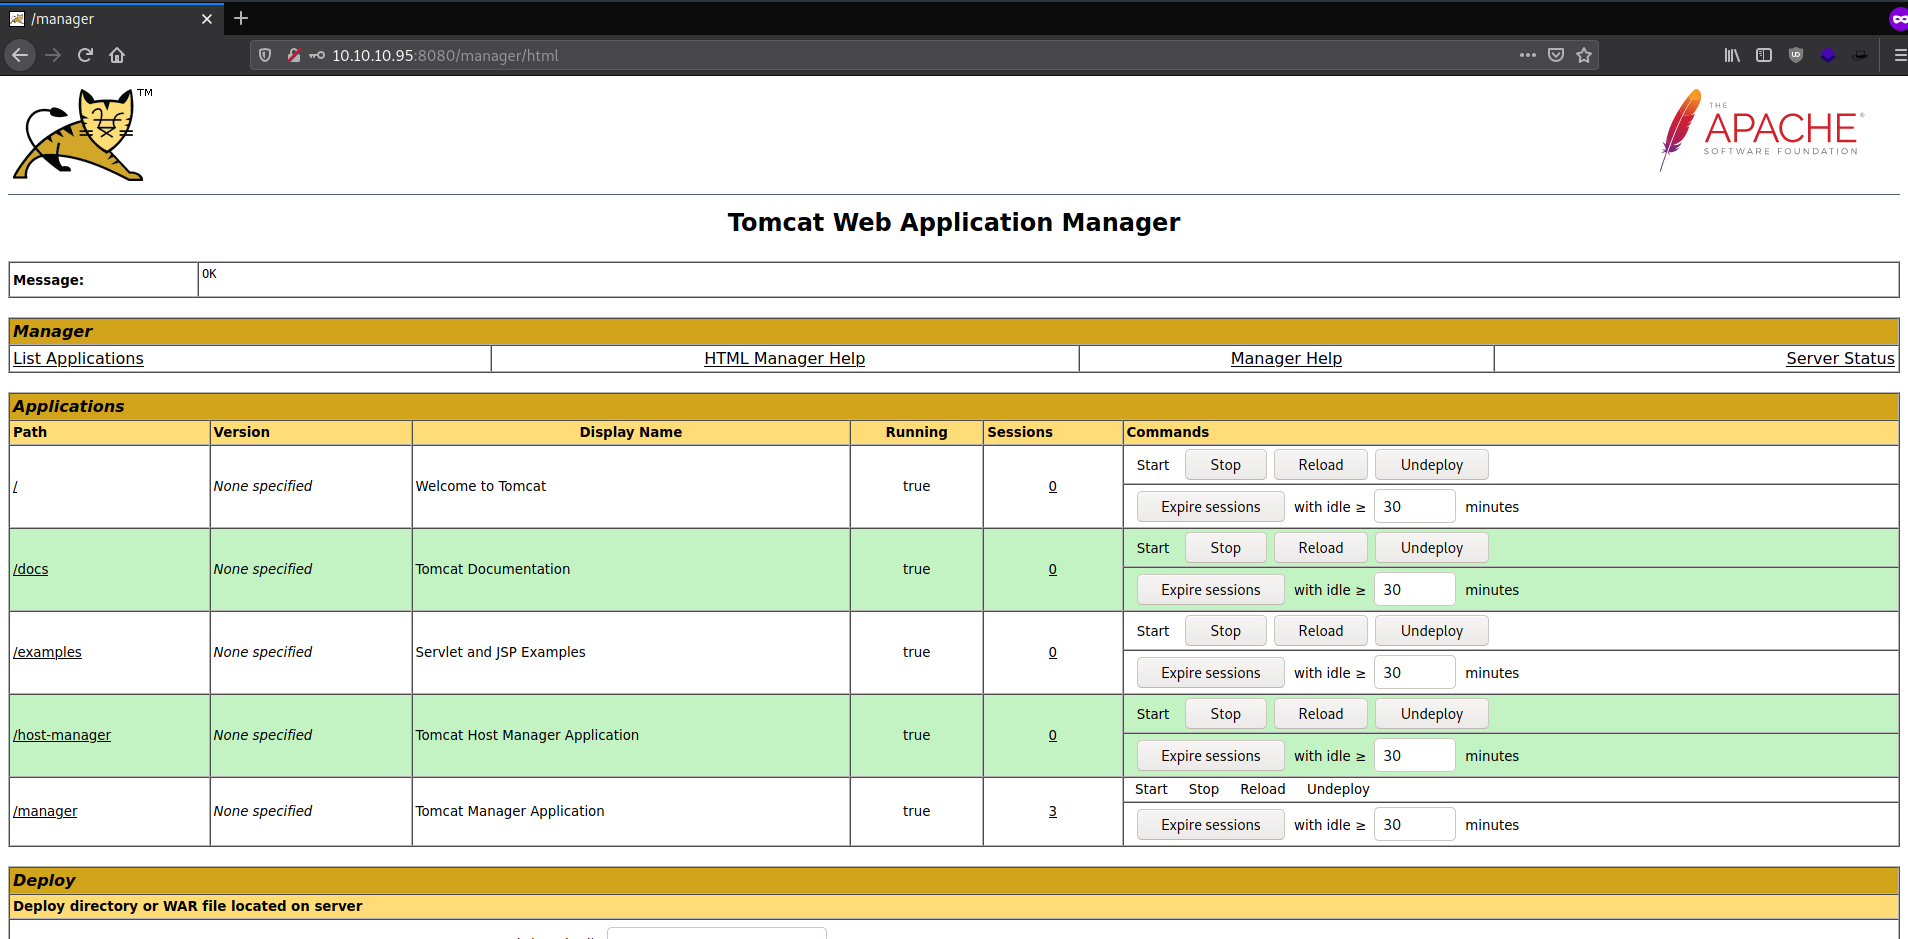 /manager
10.10.10.95:8080/manager/html
TM
THE
APACHE®
SOFTWARE FOUNDATION
Tomcat Web Application Manager
Message: OK
Manager
List Applications HTML Manager Help Manager Help Server Status
Applications
Path Version Display Name Running Sessions Commands
Start Stop Reload Undeploy
/ None specified Welcome to Tomcat true 0
Expire sessions with idle ≥ 30 minutes
Start Stop Reload Undeploy
/docs None specified Tomcat Documentation true 0
Expire sessions with idle ≥ 30 minutes
Start Stop Reload Undeploy
/examples None specified Servlet and JSP Examples true 0
Expire sessions with idle ≥ 30 minutes
Start Stop Reload Undeploy
/host-manager None specified Tomcat Host Manager Application true 0
Expire sessions with idle ≥ 30 minutes
Start Stop Reload Undeploy
/manager None specified Tomcat Manager Application true 3
Expire sessions with idle ≥ 30 minutes
Deploy
Deploy directory or WAR file located on server